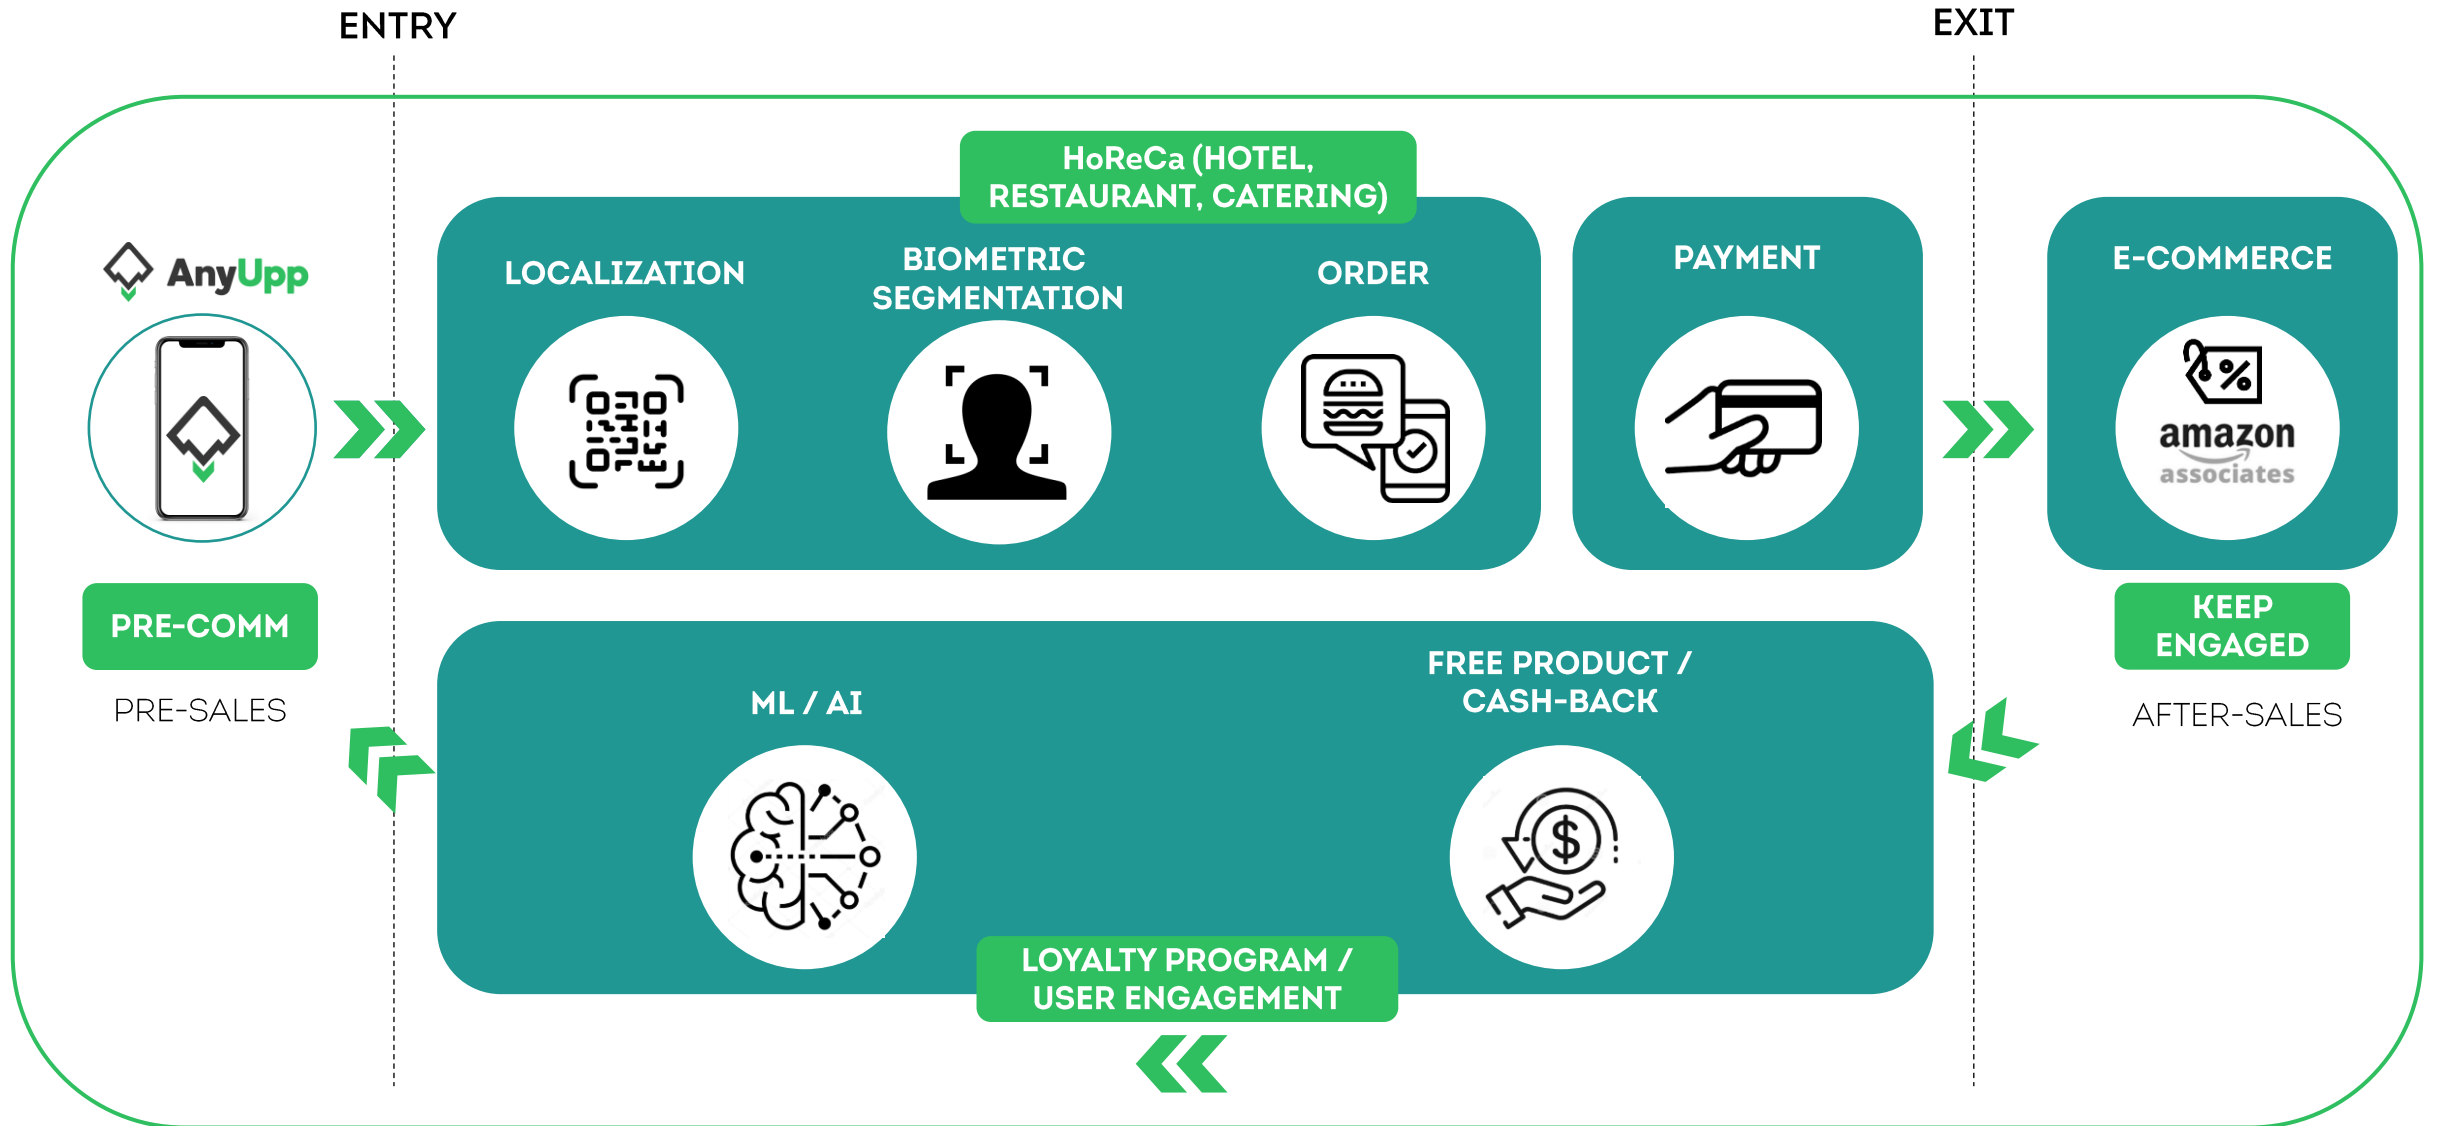 ENTRY
EXIT
HoReCa (HOTEL,
RESTAURANT, CATERING)
AnyUpp
LOCALIZATION
BIOMETRIC
SEGMENTATION
ORDER
PAYMENT
E-COMMERCE
amazon
associates
PRE-COMM
PRE-SALES
KEEP
ENGAGED
AFTER-SALES
ML / AI
FREE PRODUCT /
CASH-BACK
LOYALTY PROGRAM /
USER ENGAGEMENT